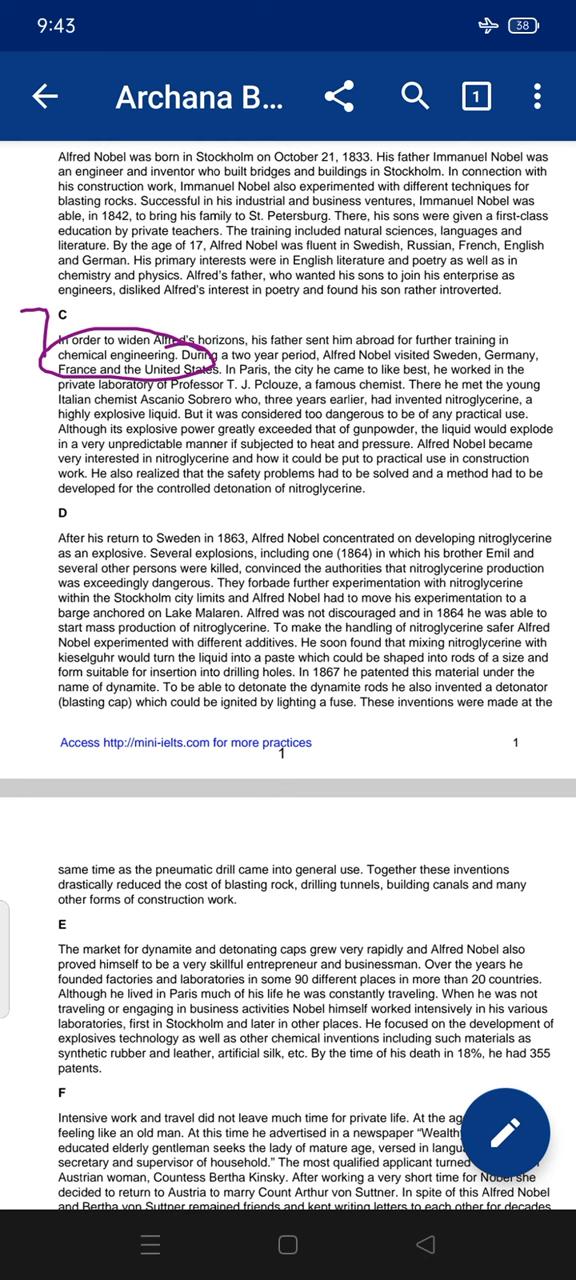 9:43
38
Archana B...
1
Alfred Nobel was born in Stockholm on October 21, 1833. His father Immanuel Nobel was
an engineer and inventor who built bridges and buildings in Stockholm. In connection with
his construction work, Immanuel Nobel also experimented with different techniques for
blasting rocks. Successful in his industrial and business ventures, Immanuel Nobel was
able, in 1842, to bring his family to St. Petersburg. There, his sons were given a first-class
education by private teachers. The training included natural sciences, languages and
literature. By the age of 17, Alfred Nobel was fluent in Swedish, Russian, French, English
and German. His primary interests were in English literature and poetry as well as in
chemistry and physics. Alfred's father, who wanted his sons to join his enterprise as
engineers, disliked Alfred's interest in poetry and found his son rather introverted.
C
In order to widen Alfred's horizons, his father sent him abroad for further training in
chemical engineering. During a two year period, Alfred Nobel visited Sweden, Germany,
France and the United States. In Paris, the city he came to like best, he worked in the
private laboratory of Professor T. J. Pclouze, a famous chemist. There he met the young
Italian chemist Ascanio Sobrero who, three years earlier, had invented nitroglycerine, a
highly explosive liquid. But it was considered too dangerous to be of any practical use.
Although its explosive power greatly exceeded that of gunpowder, the liquid would explode
in a very unpredictable manner if subjected to heat and pressure. Alfred Nobel became
very interested in nitroglycerine and how it could be put to practical use in construction
work. He also realized that the safety problems had to be solved and a method had to be
developed for the controlled detonation of nitroglycerine.
D
After his return to Sweden in 1863, Alfred Nobel concentrated on developing nitroglycerine
as an explosive. Several explosions, including one (1864) in which his brother Emil and
several other persons were killed, convinced the authorities that nitroglycerine production
was exceedingly dangerous. They forbade further experimentation with nitroglycerine
within the Stockholm city limits and Alfred Nobel had to move his experimentation to a
barge anchored on Lake Malaren. Alfred was not discouraged and in 1864 he was able to
start mass production of nitroglycerine. To make the handling of nitroglycerine safer Alfred
Nobel experimented with different additives. He soon found that mixing nitroglycerine with
kieselguhr would turn the liquid into a paste which could be shaped into rods of a size and
form suitable for insertion into drilling holes. In 1867 he patented this material under the
name of dynamite. To be able to detonate the dynamite rods he also invented a detonator
(blasting cap) which could be ignited by lighting a fuse. These inventions were made at the
Access http://mini-ielts.com for more practices 1
1
same time as the pneumatic drill came into general use. Together these inventions
drastically reduced the cost of blasting rock, drilling tunnels, building canals and many
other forms of construction work.
E
The market for dynamite and detonating caps grew very rapidly and Alfred Nobel also
proved himself to be a very skillful entrepreneur and businessman. Over the years he
founded factories and laboratories in some 90 different places in more than 20 countries.
Although he lived in Paris much of his life he was constantly traveling. When he was not
traveling or engaging in business activities Nobel himself worked intensively in his various
laboratories, first in Stockholm and later in other places. He focused on the development of
explosives technology as well as other chemical inventions including such materials as
synthetic rubber and leather, artificial silk, etc. By the time of his death in 18%, he had 355
patents.
F
Intensive work and travel did not leave much time for private life. At the ag
feeling like an old man. At this time he advertised in a newspaper “Wealth
educated elderly gentleman seeks the lady of mature age, versed in langu
secretary and supervisor of household.” The most qualified applicant turned
Austrian woman, Countess Bertha Kinsky. After working a very short time for Nobel she
decided to return to Austria to marry Count Arthur von Suttner. In spite of this Alfred Nobel
and Bertha von Suttner remained friends and kept writing letters to each other for decades